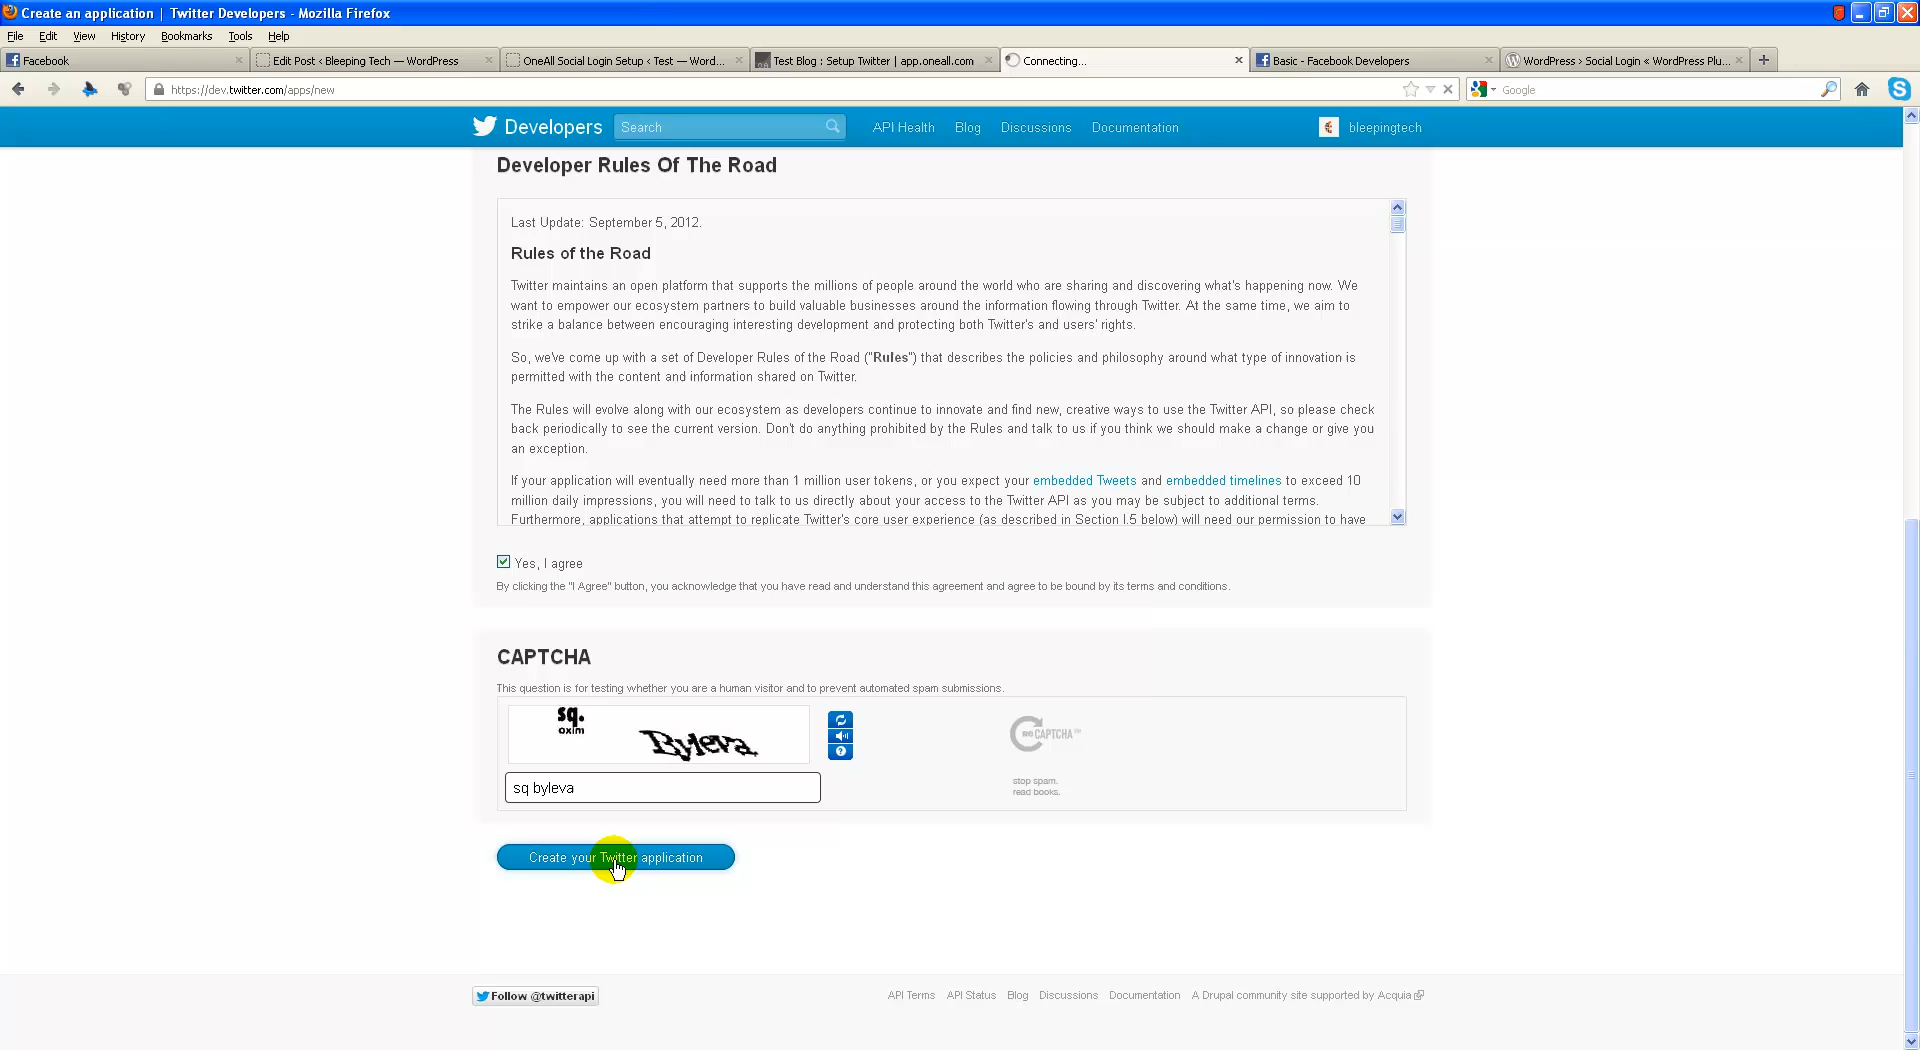 Create an application | Twitter Developers - Mozilla Firefox
File Edit View History Bookmarks Tools Help
Facebook
Edit Post ‹ Bleeping Tech — WordPress
OneAll Social Login Setup ‹ Test — Word...
Test Blog : Setup Twitter | app.oneall.com
Connecting...
Basic - Facebook Developers
WordPress › Social Login « WordPress Plu...
https://dev.twitter.com/apps/new
Google
Developers
Search
API Health Blog Discussions Documentation
bleepingtech
Developer Rules Of The Road
Last Update: September 5, 2012.
Rules of the Road
Twitter maintains an open platform that supports the millions of people around the world who are sharing and discovering what's happening now. We
want to empower our ecosystem partners to build valuable businesses around the information flowing through Twitter. At the same time, we aim to
strike a balance between encouraging interesting development and protecting both Twitter's and users' rights.
So, we've come up with a set of Developer Rules of the Road ("Rules") that describes the policies and philosophy around what type of innovation is
permitted with the content and information shared on Twitter.
The Rules will evolve along with our ecosystem as developers continue to innovate and find new, creative ways to use the Twitter API, so please check
back periodically to see the current version. Don't do anything prohibited by the Rules and talk to us if you think we should make a change or give you
an exception.
If your application will eventually need more than 1 million user tokens, or you expect your embedded Tweets and embedded timelines to exceed 10
million daily impressions, you will need to talk to us directly about your access to the Twitter API as you may be subject to additional terms.
Furthermore, applications that attempt to replicate Twitter's core user experience (as described in Section I.5 below) will need our permission to have
Yes, I agree
By clicking the "I Agree" button, you acknowledge that you have read and understand this agreement and agree to be bound by its terms and conditions.
CAPTCHA
This question is for testing whether you are a human visitor and to prevent automated spam submissions.
sq.
oxim
Byleva
reCAPTCHA™
stop spam.
read books.
sq byleva
Create your Twitter application
Follow @twitterapi
API Terms API Status Blog Discussions Documentation A Drupal community site supported by Acquia